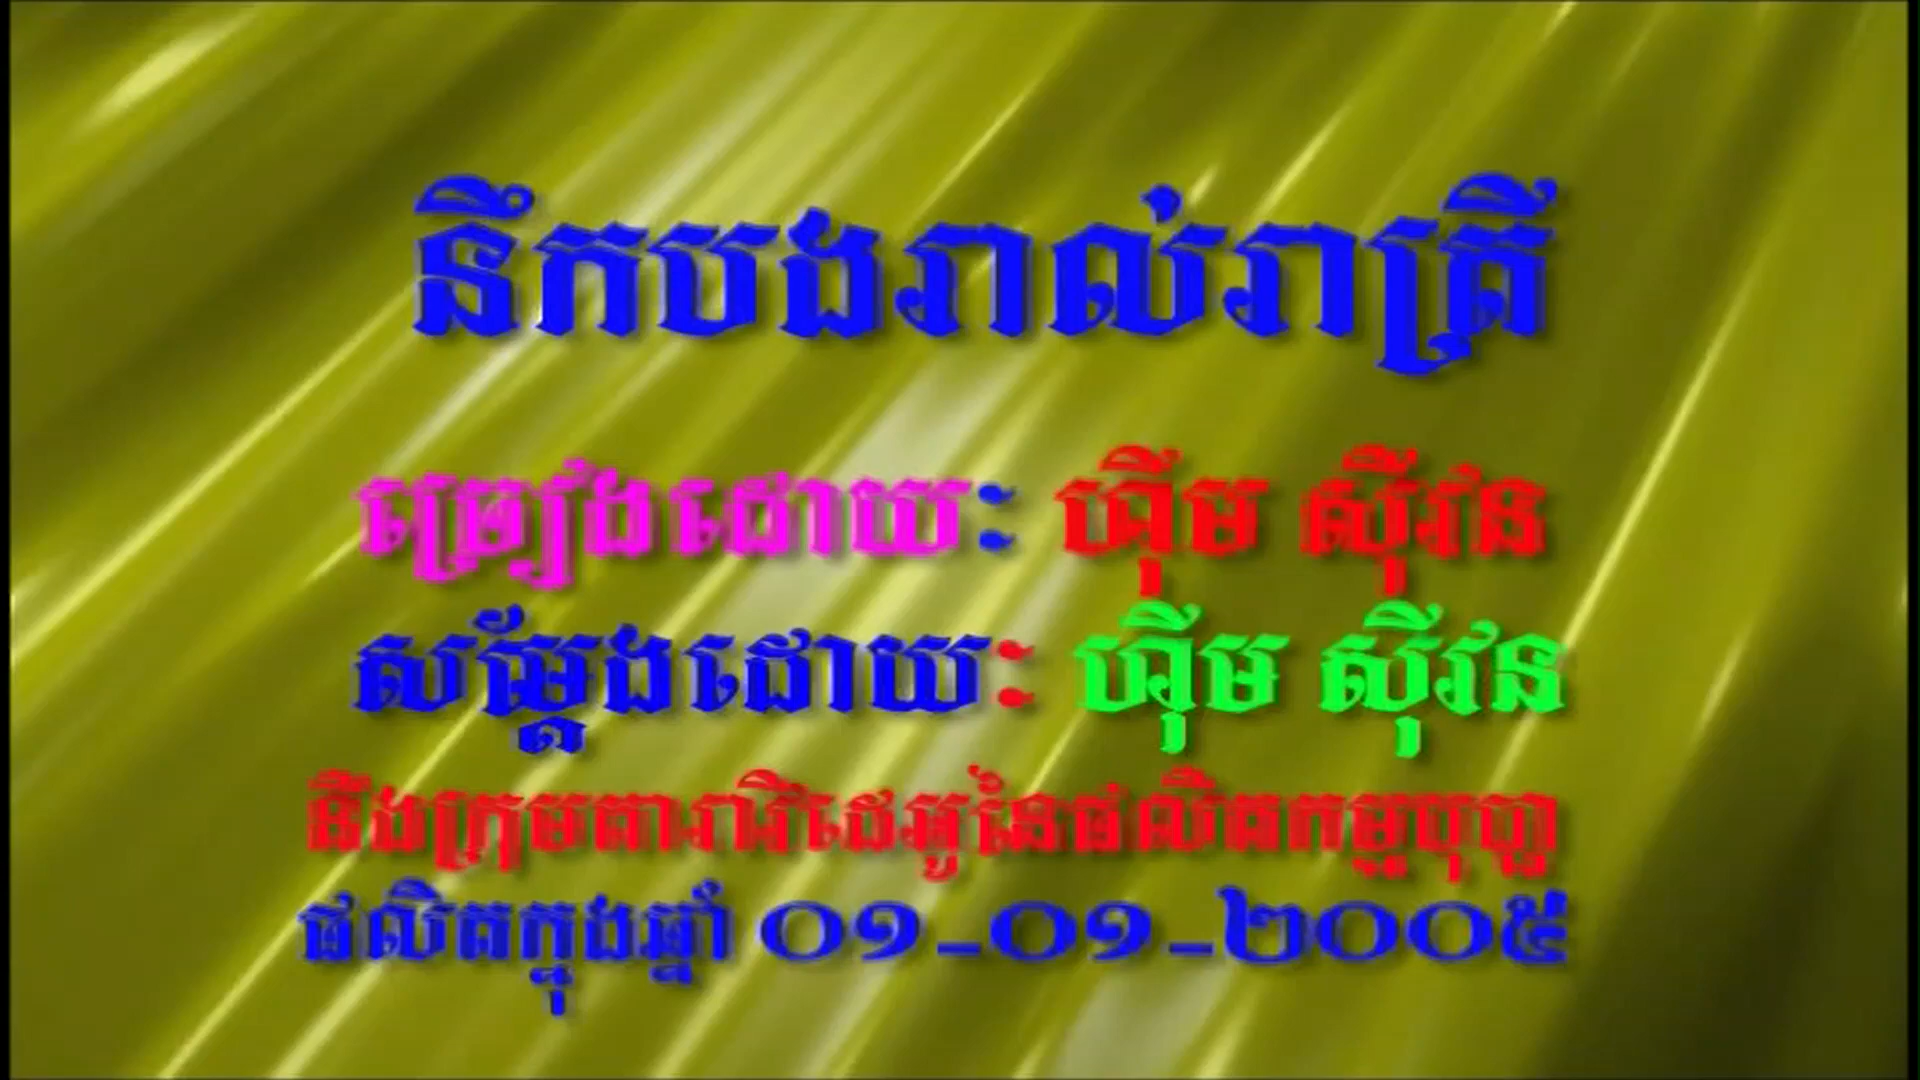 នឹកបងរាល់រាត្រី
ច្រៀងដោយ: ហ៊ឹម ស៊ីវន
សម្ដែងដោយ: ហ៊ឹម ស៊ីវន
នឹងក្រុមតារាវីដេអូនៃផលិតកម្មបុប្ផា
ផលិតក្នុងឆ្នាំ ០១-០១-២០០៥